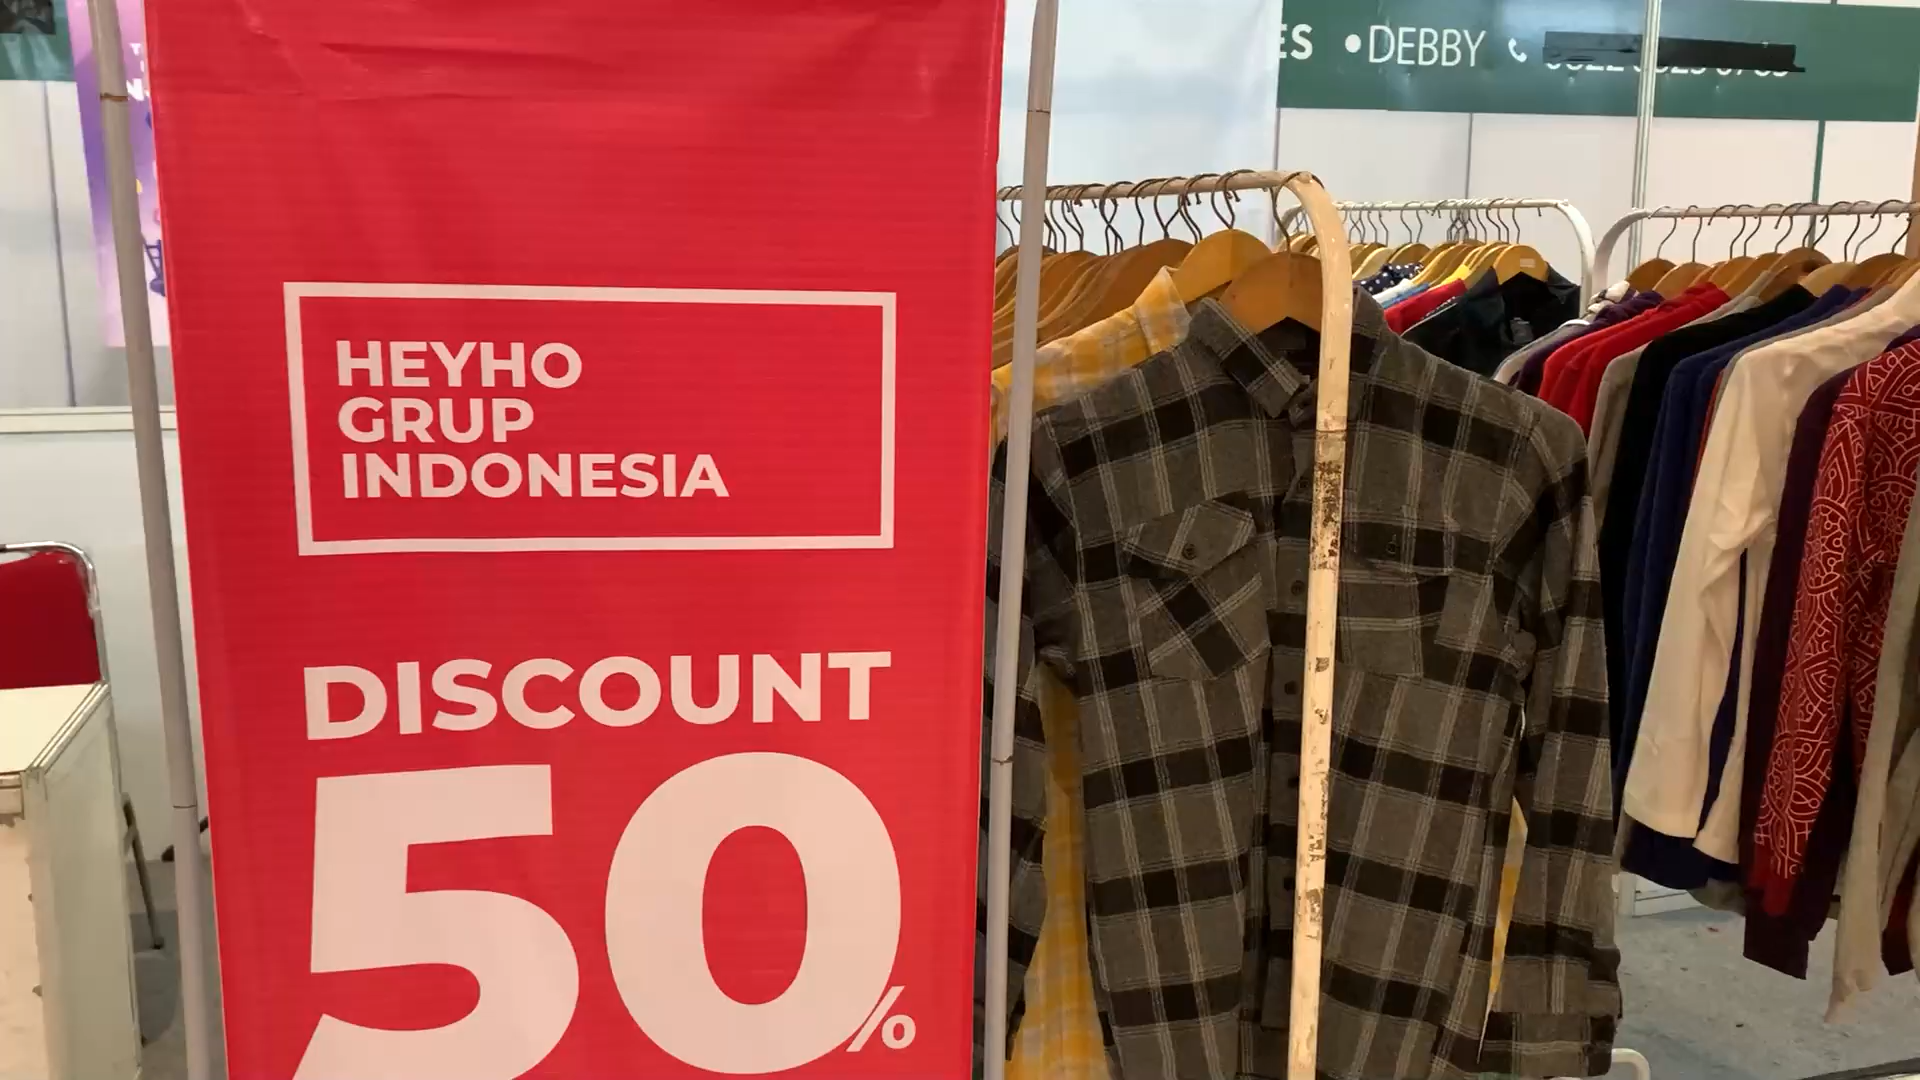 HEYHO
GRUP
INDONESIA
DISCOUNT
50%
ES • DEBBY